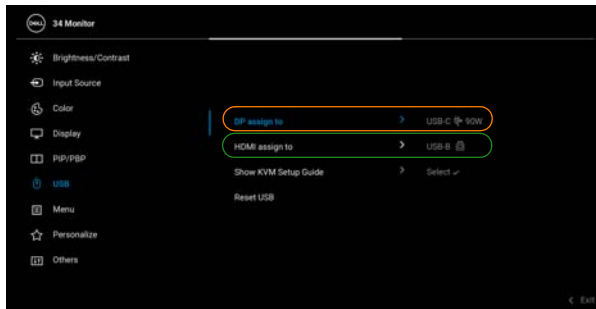 DELL 34 Monitor
Brightness/Contrast
Input Source
Color
Display
PIP/PBP
USB
Menu
Personalize
Others
DP assign to > USB-C 90W
HDMI assign to > USB-B
Show KVM Setup Guide > Select ✓
Reset USB
< Exit